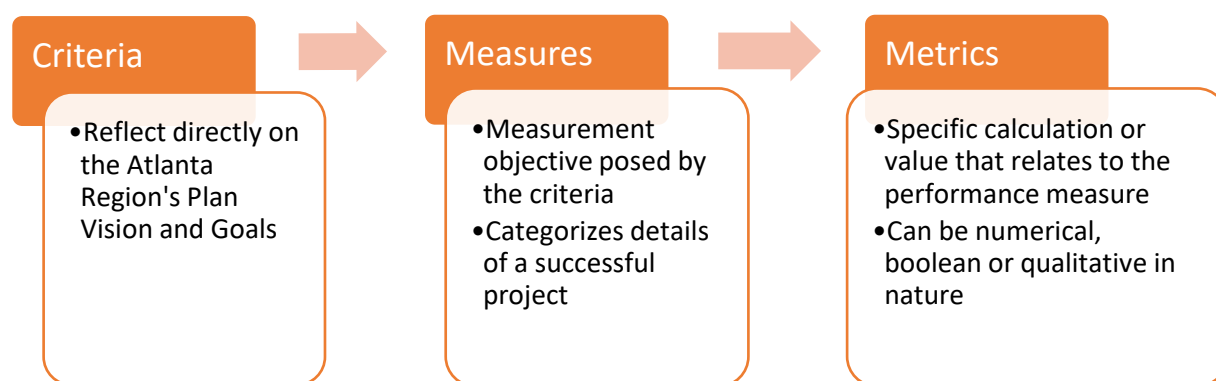 Criteria
•Reflect directly on
the Atlanta
Region's Plan
Vision and Goals
Measures
•Measurement
objective posed by
the criteria
•Categorizes details
of a successful
project
Metrics
•Specific calculation or
value that relates to the
performance measure
•Can be numerical,
boolean or qualitative in
nature